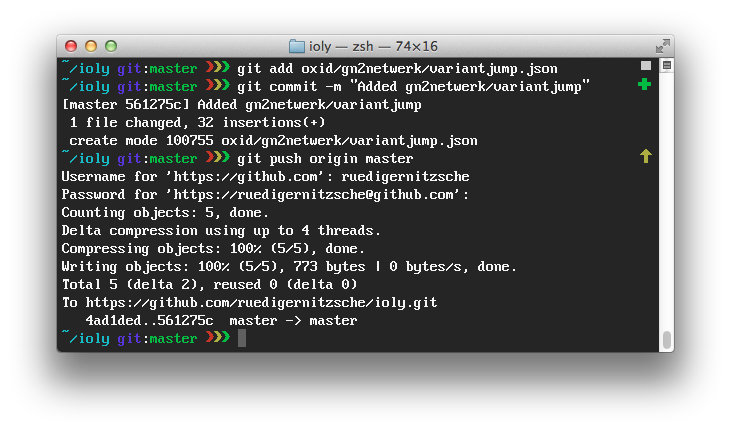 ioly — zsh — 74×16
~/ioly git:master ❯❯❯ git add oxid/gn2netwerk/variantjump.json
~/ioly git:master ❯❯❯ git commit -m "Added gn2netwerk/variantjump"
[master 561275c] Added gn2netwerk/variantjump
 1 file changed, 32 insertions(+)
 create mode 100755 oxid/gn2netwerk/variantjump.json
~/ioly git:master ❯❯❯ git push origin master
Username for 'https://github.com': ruedigernitzsche
Password for 'https://ruedigernitzsche@github.com':
Counting objects: 5, done.
Delta compression using up to 4 threads.
Compressing objects: 100% (5/5), done.
Writing objects: 100% (5/5), 773 bytes | 0 bytes/s, done.
Total 5 (delta 2), reused 0 (delta 0)
To https://github.com/ruedigernitzsche/ioly.git
   4ad1ded..561275c  master -> master
~/ioly git:master ❯❯❯